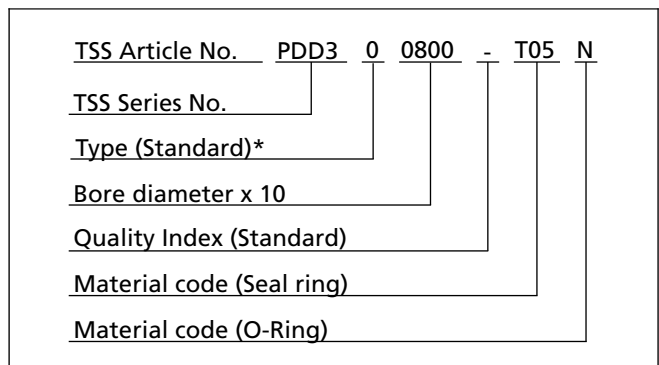 TSS Article No. PDD3 0 0800 - T05 N
TSS Series No.
Type (Standard)*
Bore diameter x 10
Quality Index (Standard)
Material code (Seal ring)
Material code (O-Ring)